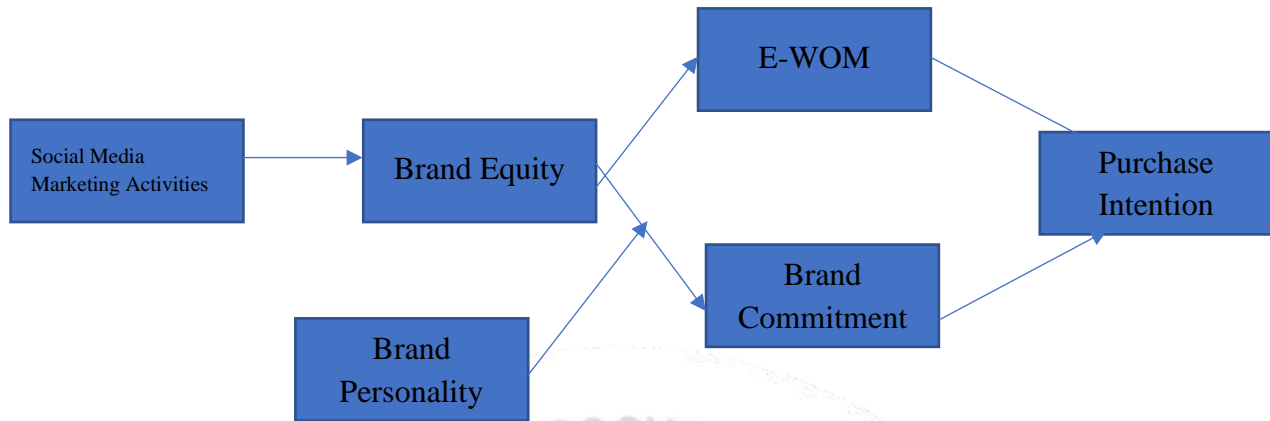 E-WOM
Social Media
Marketing Activities
Brand Equity
Purchase
Intention
Brand
Commitment
Brand
Personality